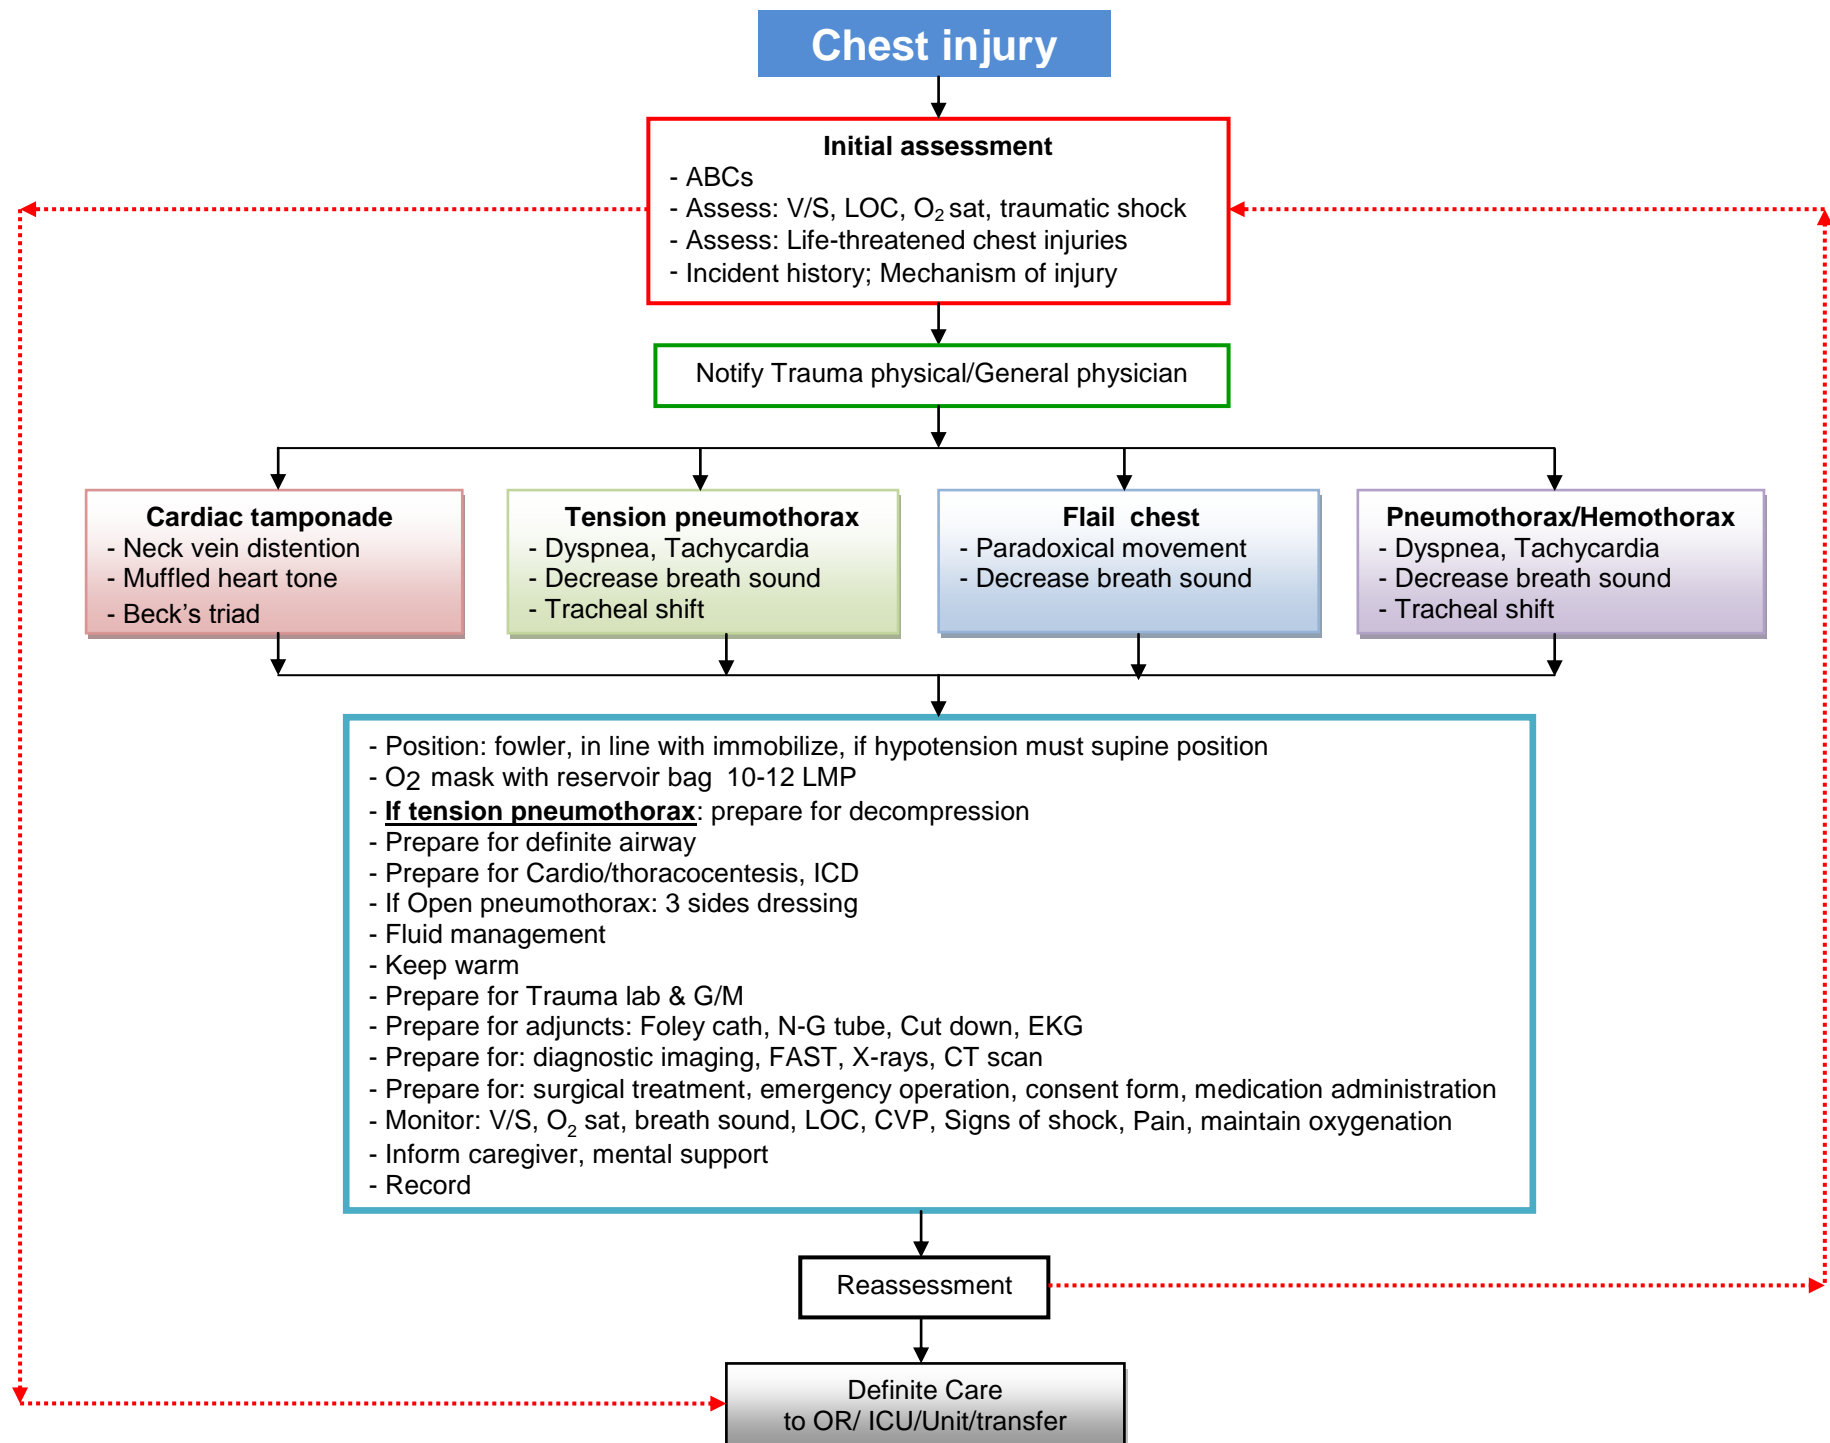 Chest injury
Initial assessment
- ABCs
- Assess: V/S, LOC, O2 sat, traumatic shock
- Assess: Life-threatened chest injuries
- Incident history; Mechanism of injury
Notify Trauma physical/General physician
Cardiac tamponade
- Neck vein distention
- Muffled heart tone
- Beck’s triad
Tension pneumothorax
- Dyspnea, Tachycardia
- Decrease breath sound
- Tracheal shift
Flail chest
- Paradoxical movement
- Decrease breath sound
Pneumothorax/Hemothorax
- Dyspnea, Tachycardia
- Decrease breath sound
- Tracheal shift
- Position: fowler, in line with immobilize, if hypotension must supine position
- O2 mask with reservoir bag 10-12 LMP
- If tension pneumothorax: prepare for decompression
- Prepare for definite airway
- Prepare for Cardio/thoracocentesis, ICD
- If Open pneumothorax: 3 sides dressing
- Fluid management
- Keep warm
- Prepare for Trauma lab & G/M
- Prepare for adjuncts: Foley cath, N-G tube, Cut down, EKG
- Prepare for: diagnostic imaging, FAST, X-rays, CT scan
- Prepare for: surgical treatment, emergency operation, consent form, medication administration
- Monitor: V/S, O2 sat, breath sound, LOC, CVP, Signs of shock, Pain, maintain oxygenation
- Inform caregiver, mental support
- Record
Reassessment
Definite Care
to OR/ ICU/Unit/transfer